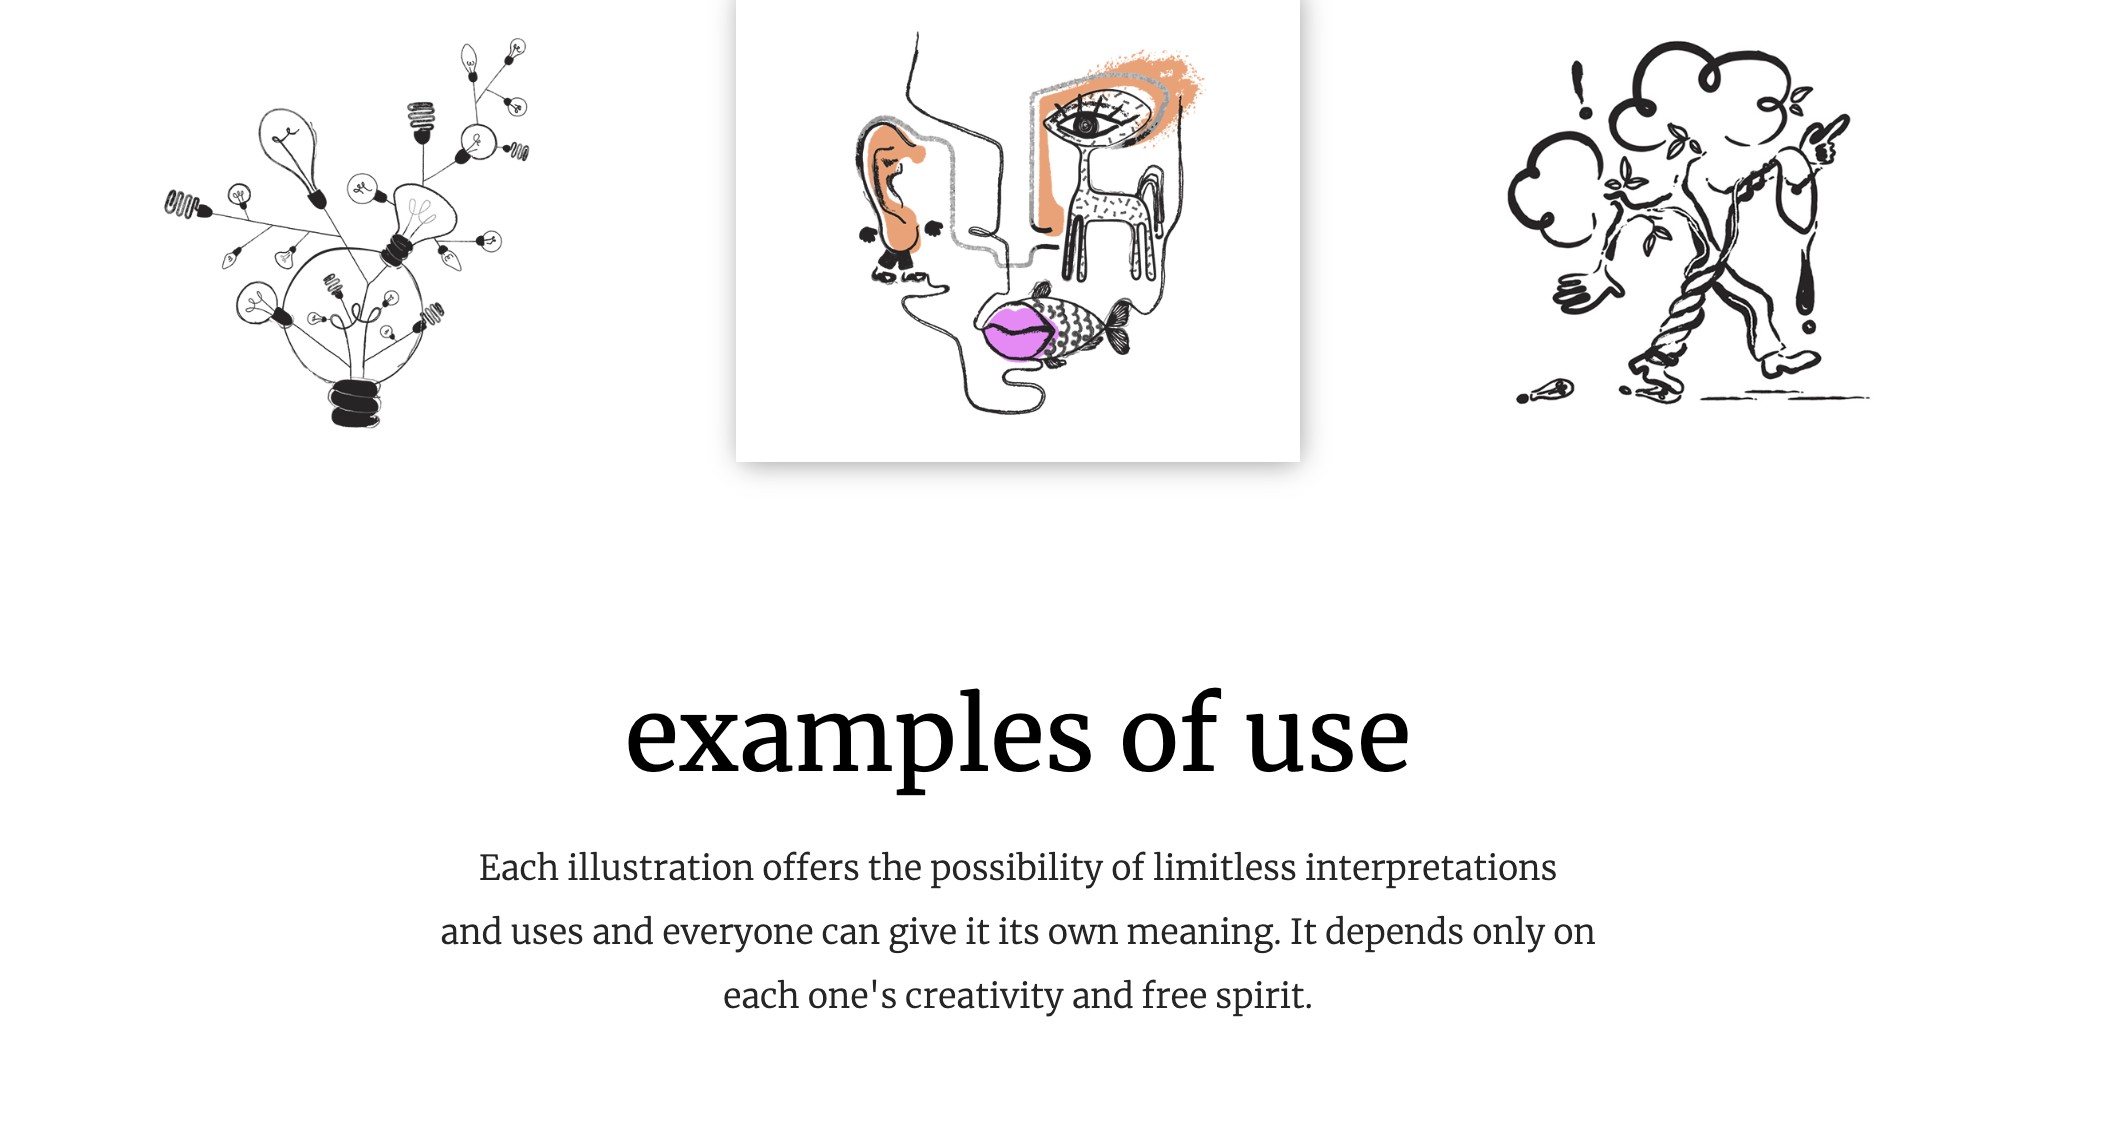 examples of use
Each illustration offers the possibility of limitless interpretations
and uses and everyone can give it its own meaning. It depends only on
each one's creativity and free spirit.